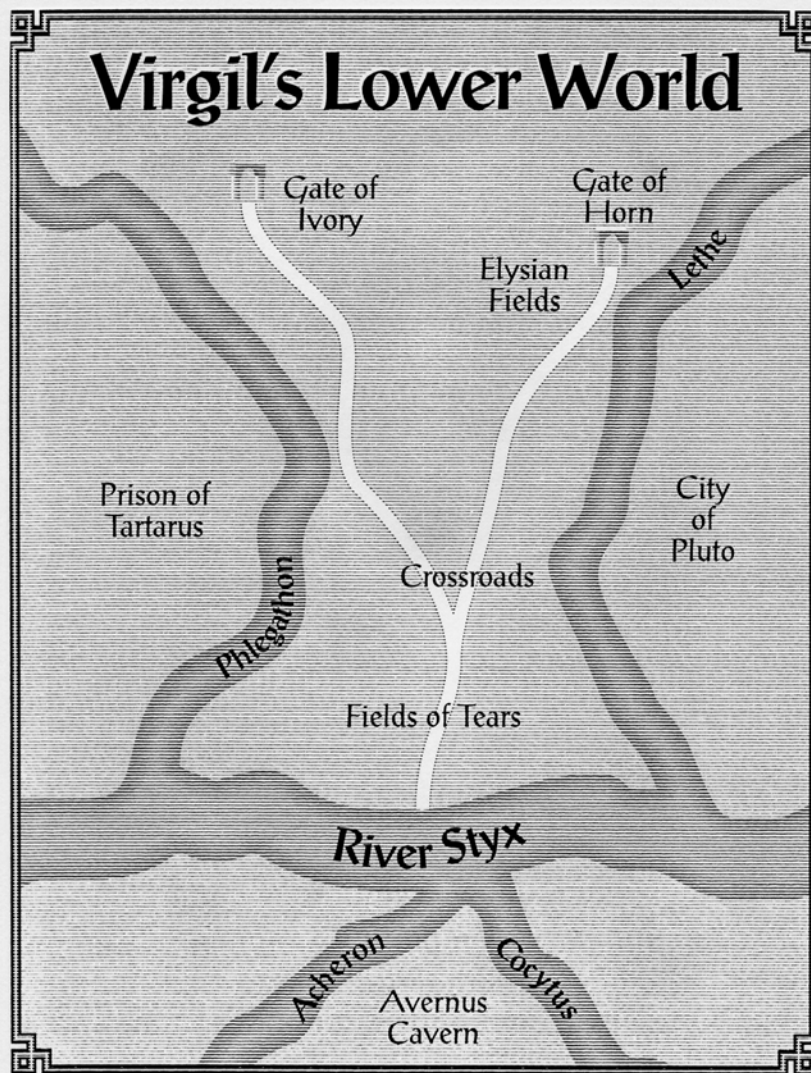 Virgil's Lower World
Gate of
Ivory
Gate of
Horn
Lethe
Elysian
Fields
Prison of
Tartarus
City
of
Pluto
Crossroads
Phlegathon
Fields of Tears
River Styx
Acheron
Cocytus
Avernus
Cavern